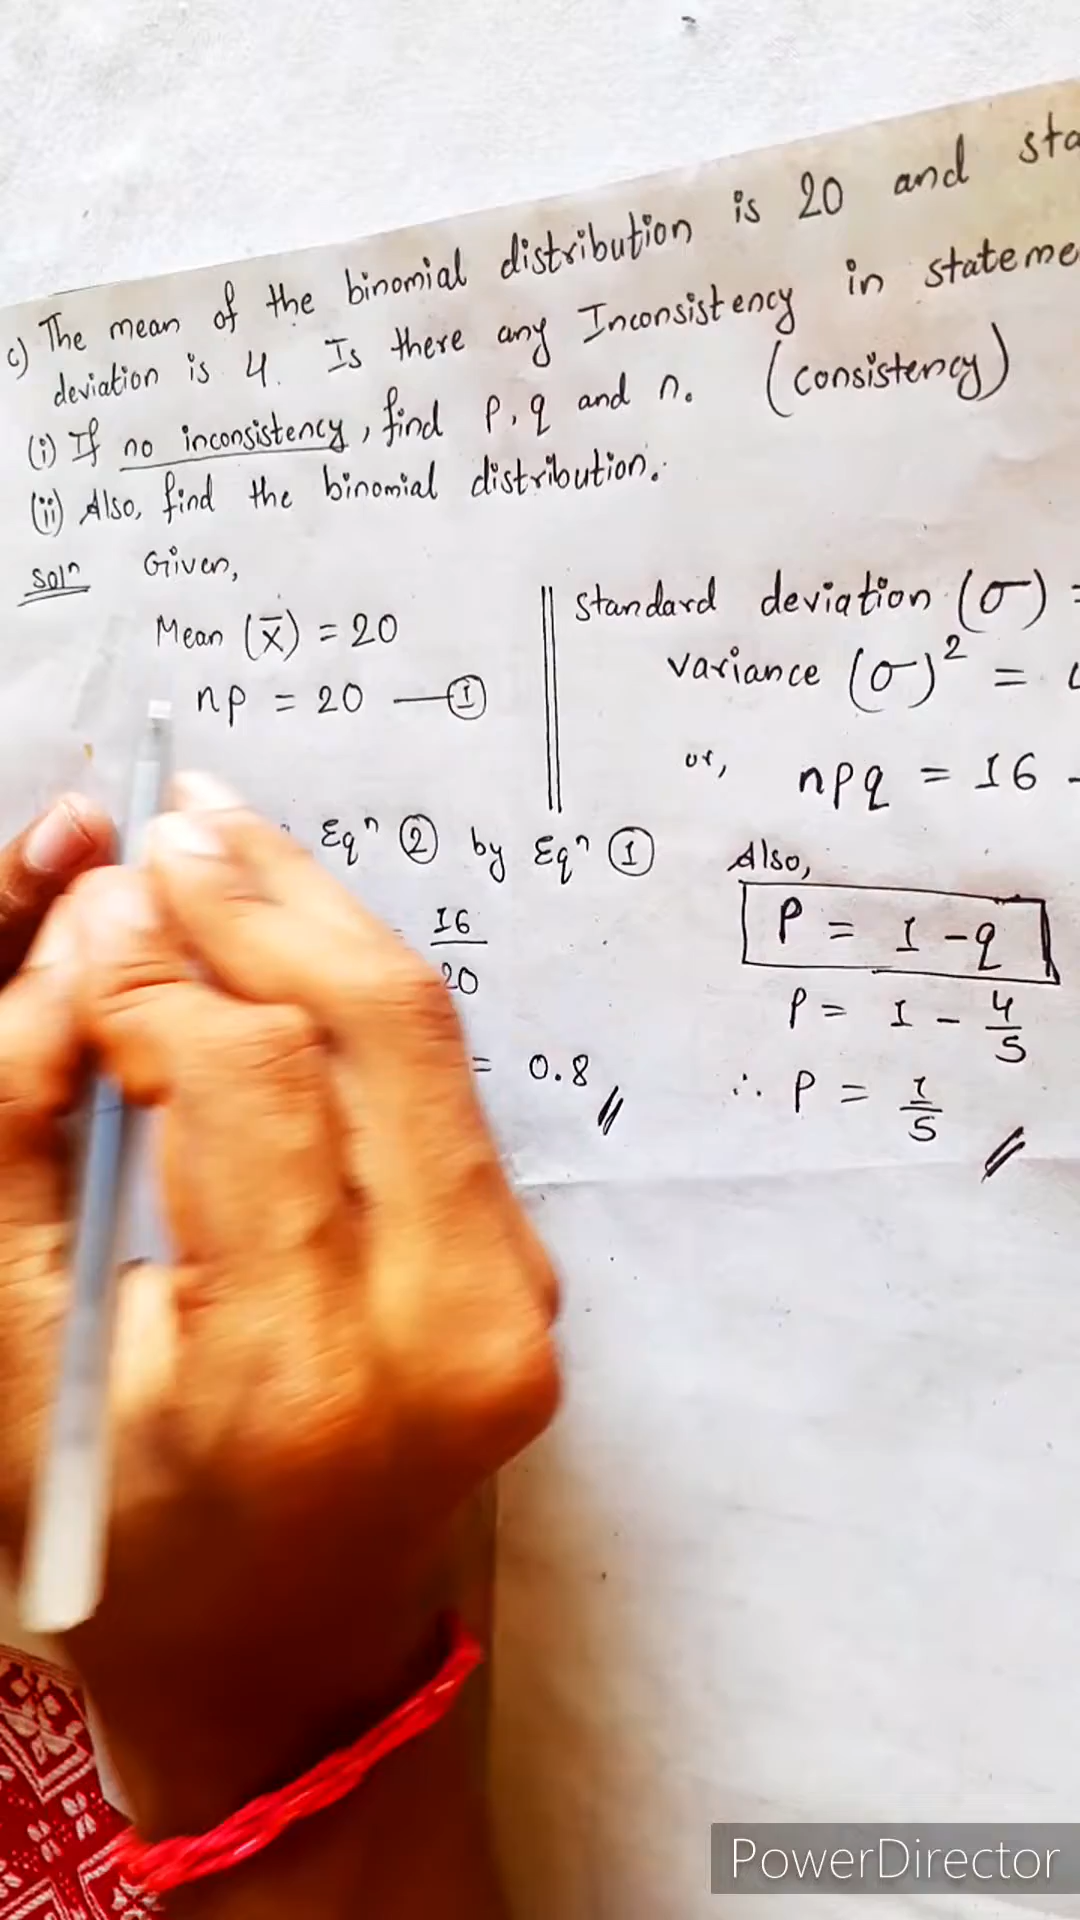 c) The mean of the binomial distribution is 20 and sta
deviation is 4. Is there any Inconsistency in stateme
(i) If no inconsistency, find p, q and n. (consistency)
(ii) Also, find the binomial distribution.
Solⁿ Given,
Mean (x̄) = 20
np = 20 —①
standard deviation (σ) =
variance (σ)² =
or, npq = 16 -
Eqⁿ ② by Eqⁿ ①
16
20
= 0.8
Also,
P = 1 - q
P = 1 - 4/5
∴ P = 1/5
PowerDirector